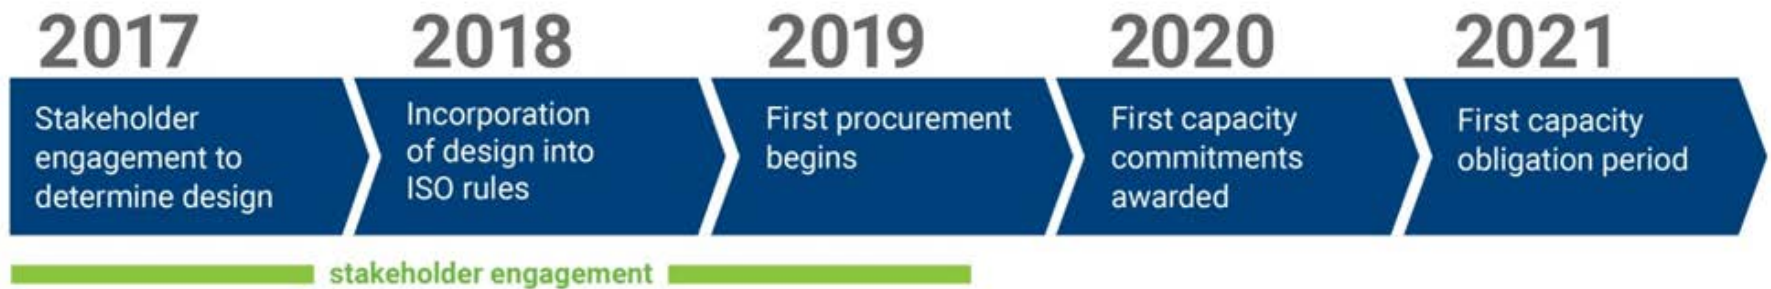 2017
Stakeholder
engagement to
determine design
2018
Incorporation
of design into
ISO rules
2019
First procurement
begins
2020
First capacity
commitments
awarded
2021
First capacity
obligation period
stakeholder engagement